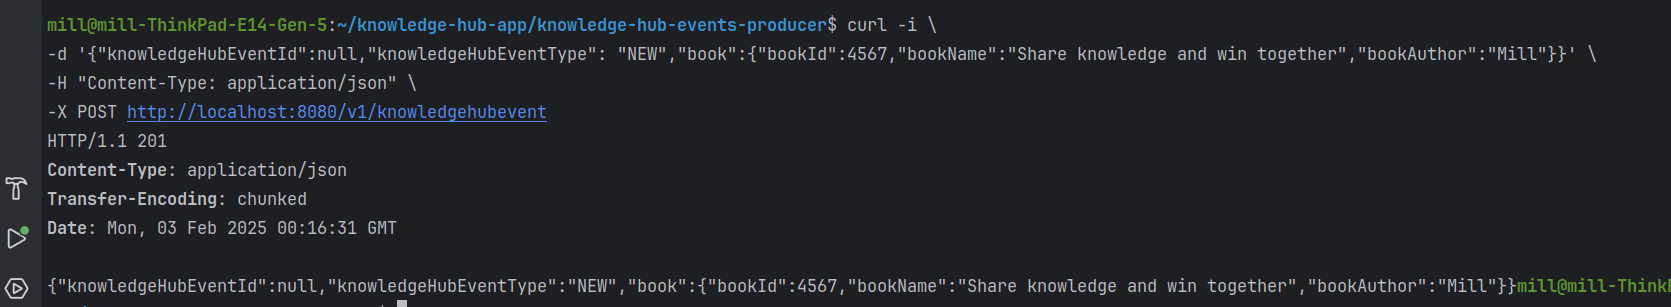 mill@mill-ThinkPad-E14-Gen-5:~/knowledge-hub-app/knowledge-hub-events-producer$ curl -i \
-d '{"knowledgeHubEventId":null,"knowledgeHubEventType": "NEW","book":{"bookId":4567,"bookName":"Share knowledge and win together","bookAuthor":"Mill"}}' \
-H "Content-Type: application/json" \
-X POST http://localhost:8080/v1/knowledgehubevent
HTTP/1.1 201
Content-Type: application/json
Transfer-Encoding: chunked
Date: Mon, 03 Feb 2025 00:16:31 GMT

{"knowledgeHubEventId":null,"knowledgeHubEventType":"NEW","book":{"bookId":4567,"bookName":"Share knowledge and win together","bookAuthor":"Mill"}}mill@mill-Think